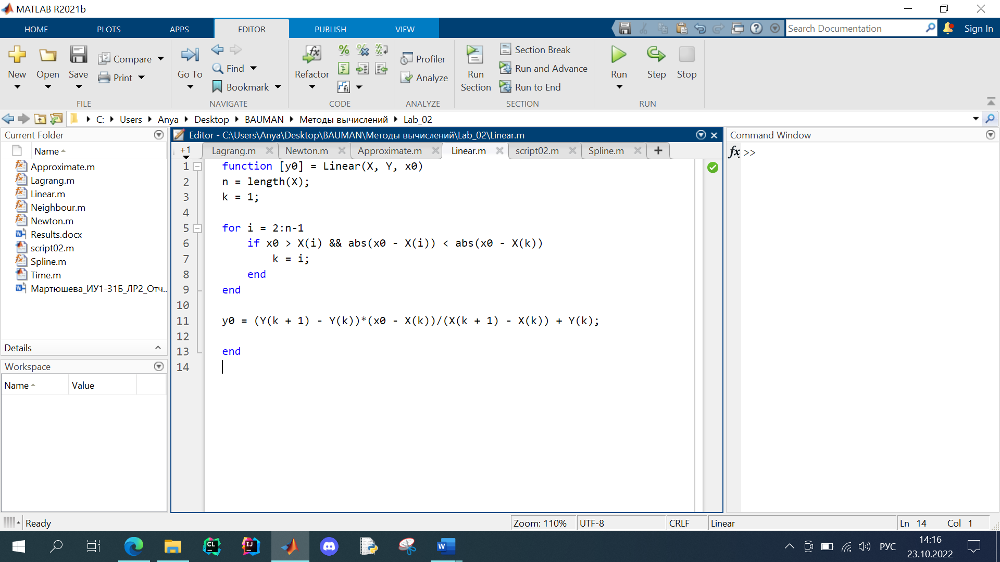 MATLAB R2021b
HOME PLOTS APPS EDITOR PUBLISH VIEW Search Documentation Sign In
New Open Save Compare Print
FILE
Go To Find Bookmark
NAVIGATE
Refactor
CODE
Profiler
Analyze
ANALYZE
Run Section
Section Break
Run and Advance
Run to End
SECTION
Run Step Stop
RUN
C: Users Anya Desktop BAUMAN Методы вычислений Lab_02
Current Folder
Name
Approximate.m
Lagrang.m
Linear.m
Neighbour.m
Newton.m
Results.docx
script02.m
Spline.m
Time.m
Мартюшева_ИУ1-31Б_ЛР2_Отч..
Details
Workspace
Name Value
Editor - C:\Users\Anya\Desktop\BAUMAN\Методы вычислений\Lab_02\Linear.m
+1 Lagrang.m Newton.m Approximate.m Linear.m script02.m Spline.m +
1 function [y0] = Linear(X, Y, x0)
2 n = length(X);
3 k = 1;
4
5 for i = 2:n-1
6 if x0 > X(i) && abs(x0 - X(i)) < abs(x0 - X(k))
7 k = i;
8 end
9 end
10
11 y0 = (Y(k + 1) - Y(k))*(x0 - X(k))/(X(k + 1) - X(k)) + Y(k);
12
13 end
14
Command Window
fx >>
Ready Zoom: 110% UTF-8 CRLF Linear Ln 14 Col 1
CL IJ W РУС
14:16
23.10.2022